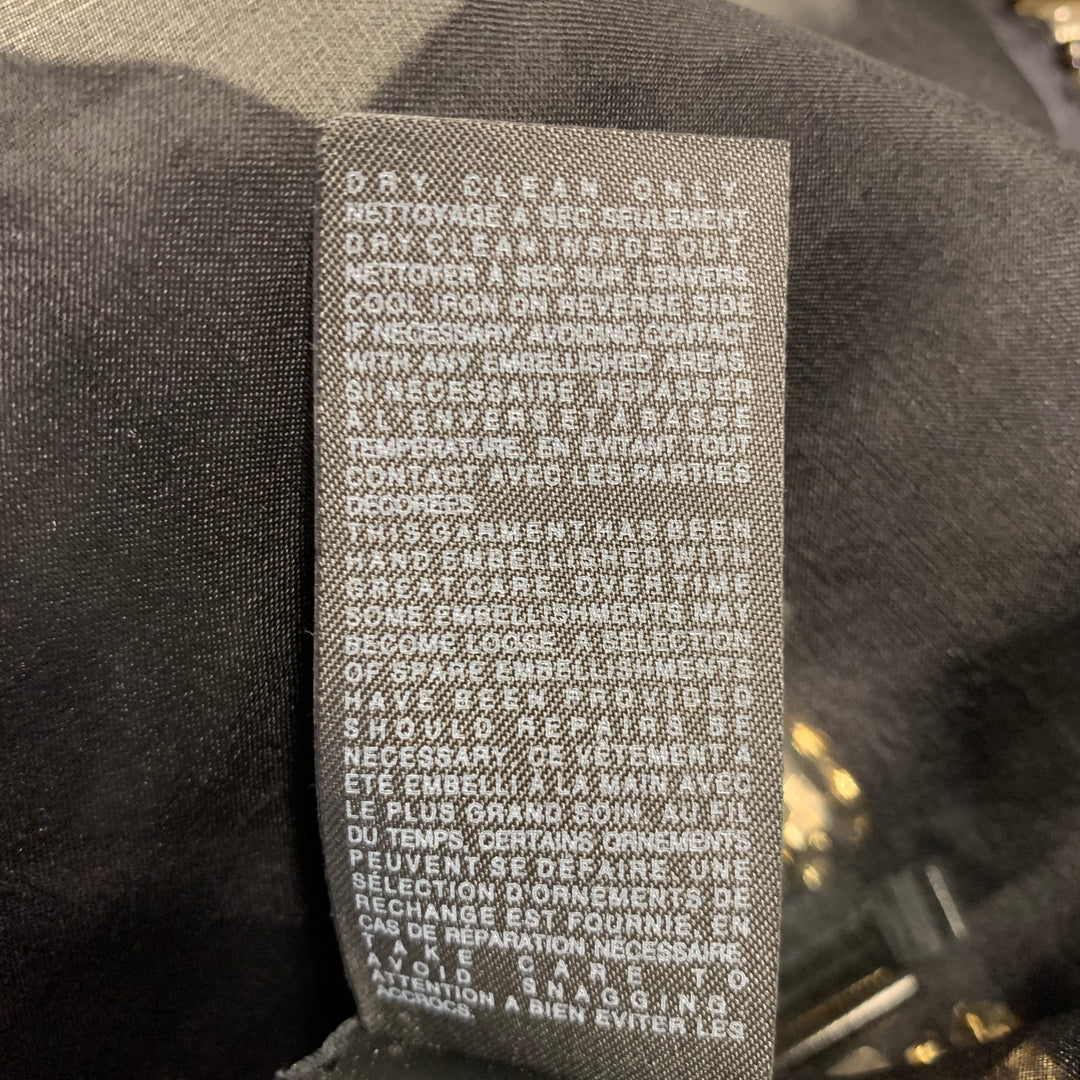 DRY CLEAN ONLY
NETTOYAGE A SEC SEULEMENT
DRY CLEAN INSIDE OUT
NETTOYER A SEC SUR L'ENVERS
COOL IRON ON REVERSE SIDE
IF NECESSARY, AVOIDING CONTACT
WITH ANY EMBELLISHED AREAS.
SI NÉCESSAIRE, REPASSER
À L'ENVERS ET À BASSE
TEMPÉRATURE, EN EVITANT TOUT
CONTACT AVEC LES PARTIES
DÉCORÉES.
THIS GARMENT HAS BEEN
HAND EMBELLISHED WITH
GREAT CARE. OVER TIME
SOME EMBELLISHMENTS MAY
BECOME LOOSE. A SELECTION
OF SPARE EMBELLISHMENTS
HAVE BEEN PROVIDED
SHOULD REPAIRS BE
NECESSARY. CE VÊTEMENT A
ÉTÉ EMBELLI À LA MAIN AVEC
LE PLUS GRAND SOIN. AU FIL
DU TEMPS, CERTAINS ORNEMENTS
PEUVENT SE DÉFAIRE. UNE
SÉLECTION D'ORNEMENTS DE
RECHANGE EST FOURNIE, EN
CAS DE RÉPARATION NÉCESSAIRE
TAKE CARE TO
AVOID SNAGGING.
ATTENTION A BIEN EVITER LES
ACCROCS